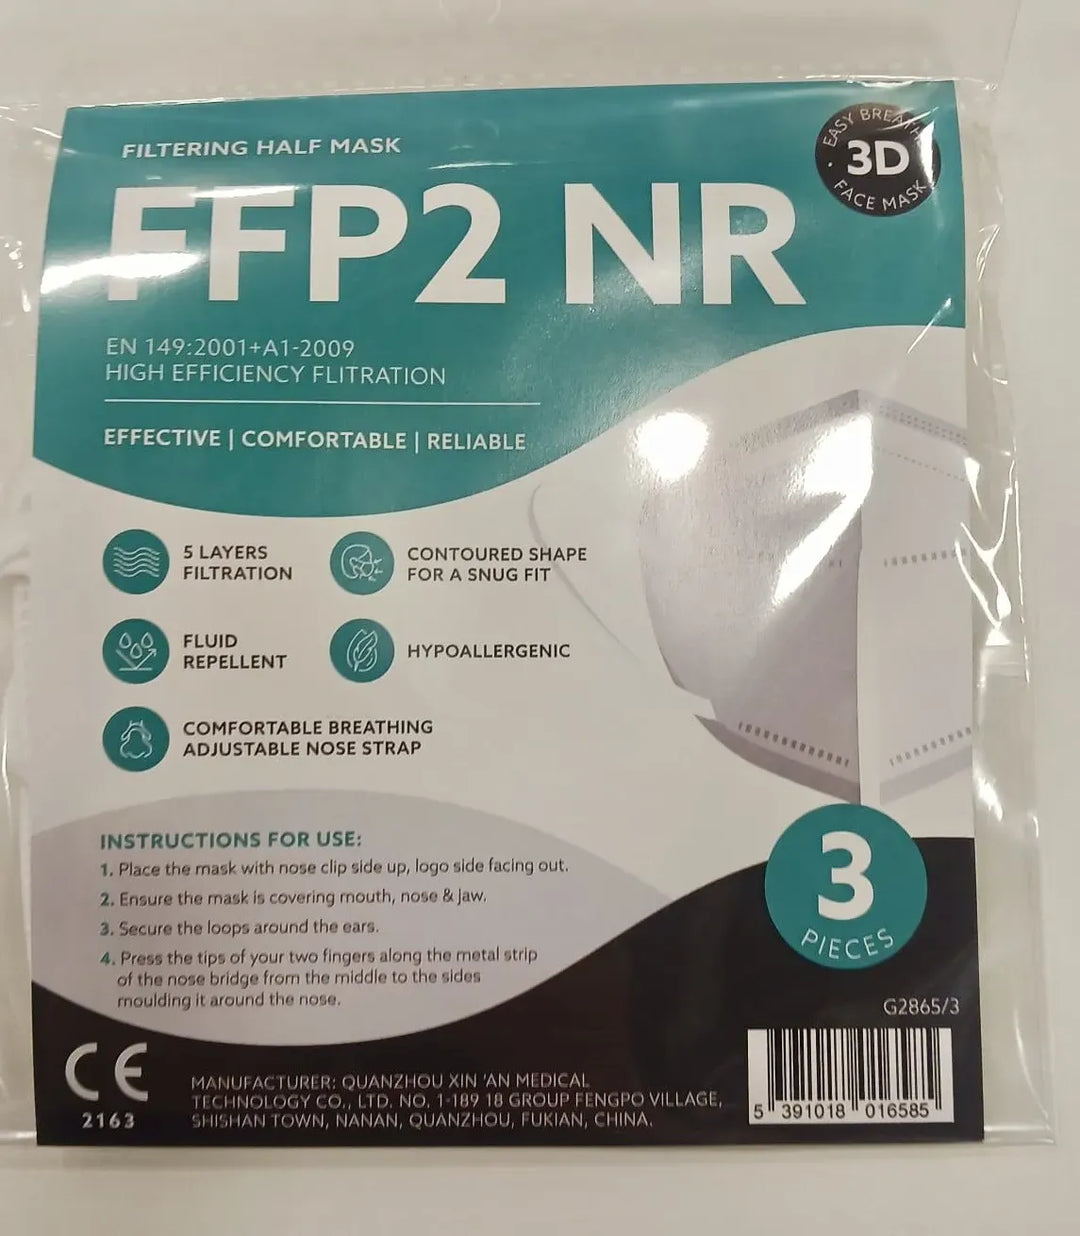 FILTERING HALF MASK
FFP2 NR
EASY BREATH
3D
FACE MASK
EN 149:2001+A1-2009
HIGH EFFICIENCY FLITRATION
EFFECTIVE | COMFORTABLE | RELIABLE
5 LAYERS
FILTRATION
CONTOURED SHAPE
FOR A SNUG FIT
FLUID
REPELLENT
HYPOALLERGENIC
COMFORTABLE BREATHING
ADJUSTABLE NOSE STRAP
INSTRUCTIONS FOR USE:
1. Place the mask with nose clip side up, logo side facing out.
2. Ensure the mask is covering mouth, nose & jaw.
3. Secure the loops around the ears.
4. Press the tips of your two fingers along the metal strip
of the nose bridge from the middle to the sides
moulding it around the nose.
3
PIECES
G2865/3
CE
2163
MANUFACTURER: QUANZHOU XIN 'AN MEDICAL
TECHNOLOGY CO., LTD. NO. 1-189 18 GROUP FENGPO VILLAGE,
SHISHAN TOWN, NANAN, QUANZHOU, FUKIAN, CHINA.
5 391018 016585